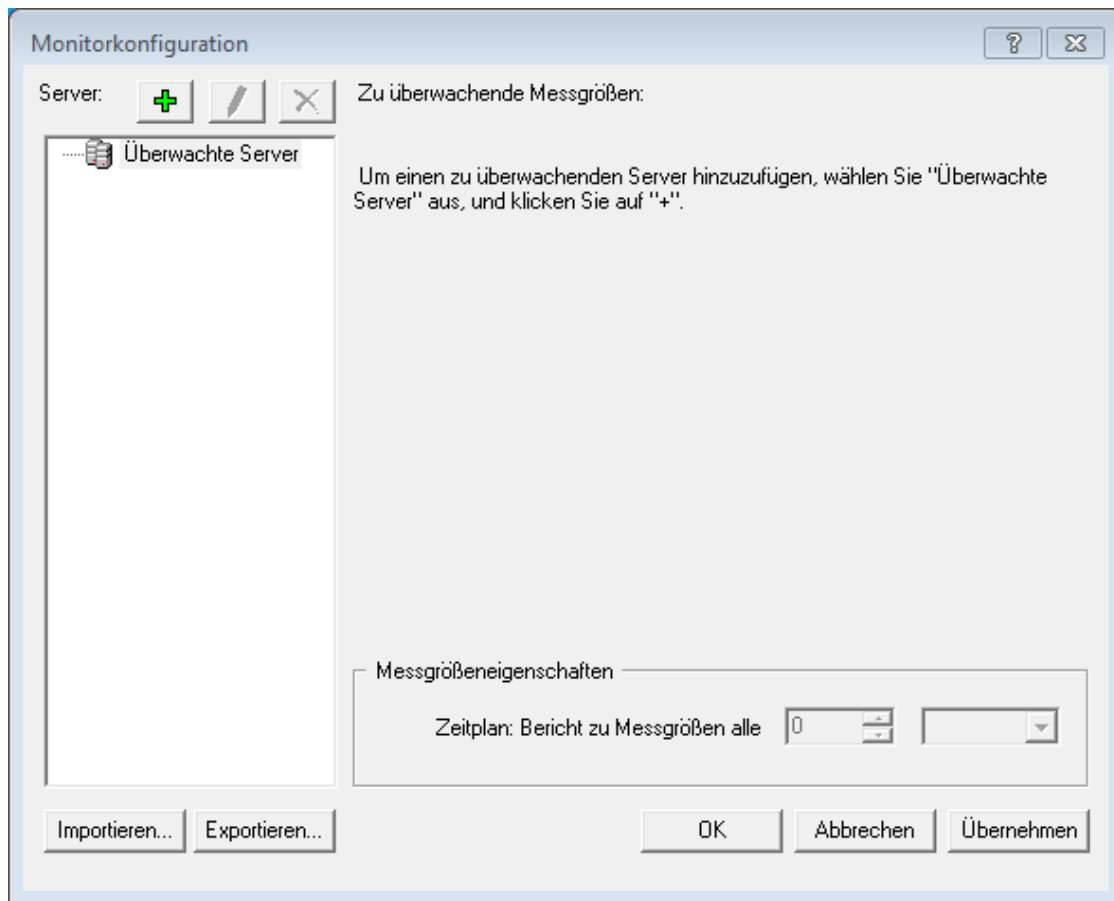 Monitorkonfiguration
Server:
Zu überwachende Messgrößen:
Überwachte Server
Um einen zu überwachenden Server hinzuzufügen, wählen Sie "Überwachte
Server" aus, und klicken Sie auf "+".
Messgrößeneigenschaften
Zeitplan: Bericht zu Messgrößen alle 0
Importieren... Exportieren... OK Abbrechen Übernehmen